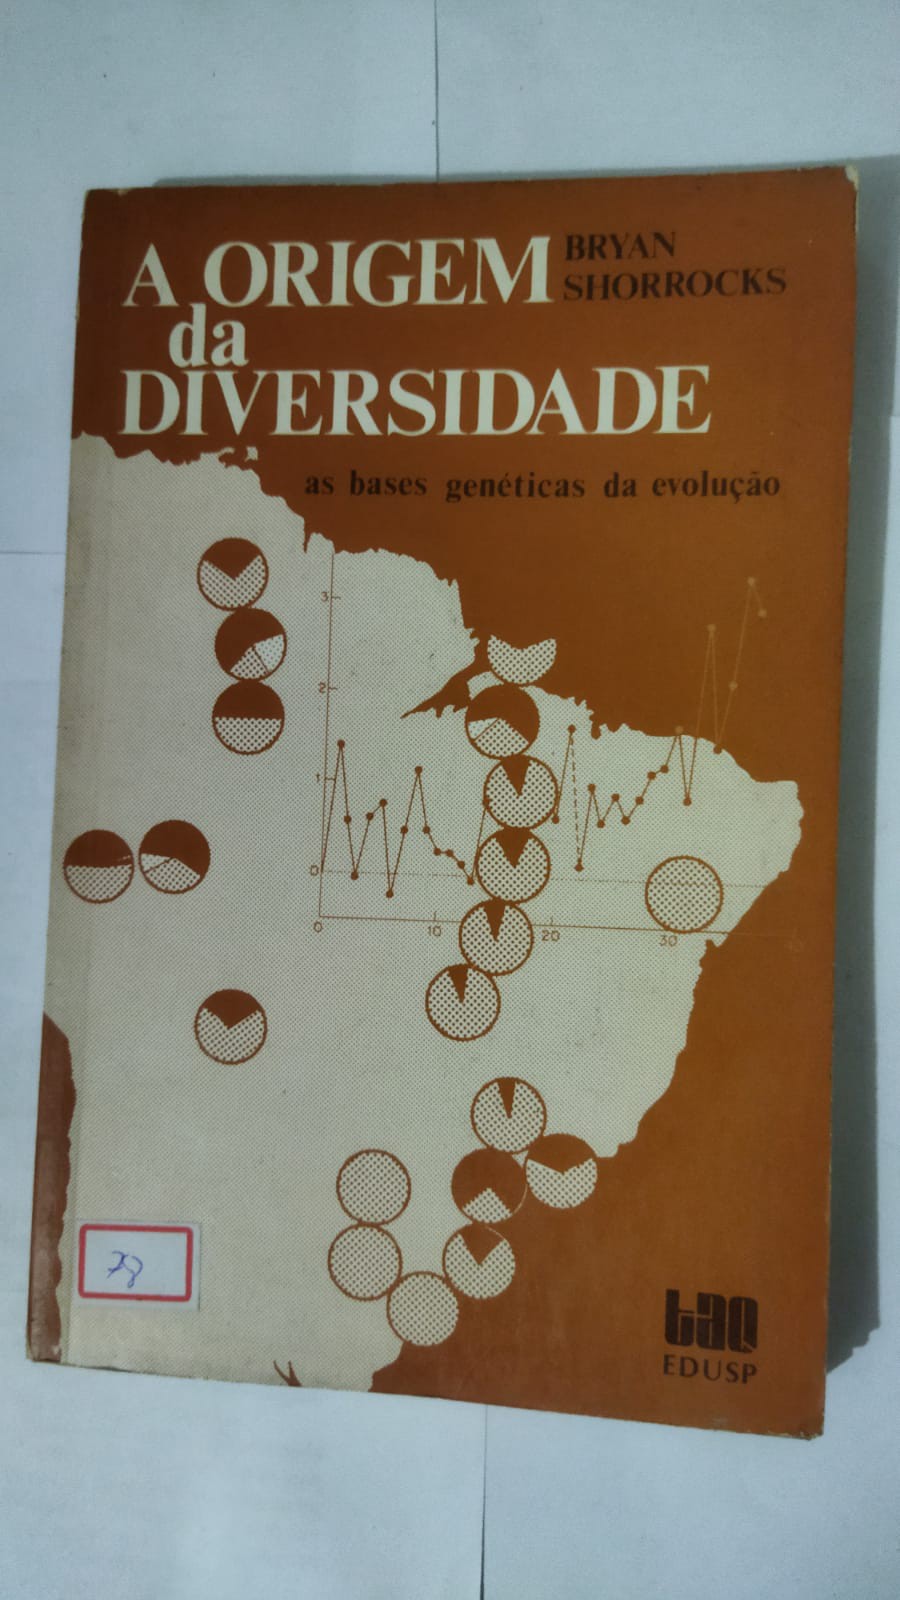 A ORIGEM
da
DIVERSIDADE
BRYAN
SHORROCKS
as bases genéticas da evolução
3
2
1
0
0 10 20 30
78
taq
EDUSP